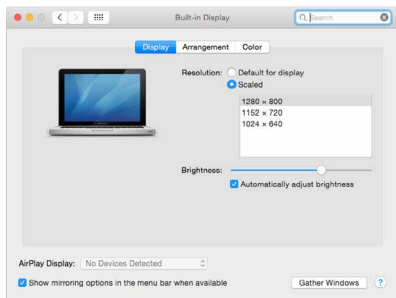 Built-in Display
Search
Display Arrangement Color
Resolution: Default for display
Scaled
1280 × 800
1152 × 720
1024 × 640
Brightness:
Automatically adjust brightness
AirPlay Display: No Devices Detected
Show mirroring options in the menu bar when available
Gather Windows ?